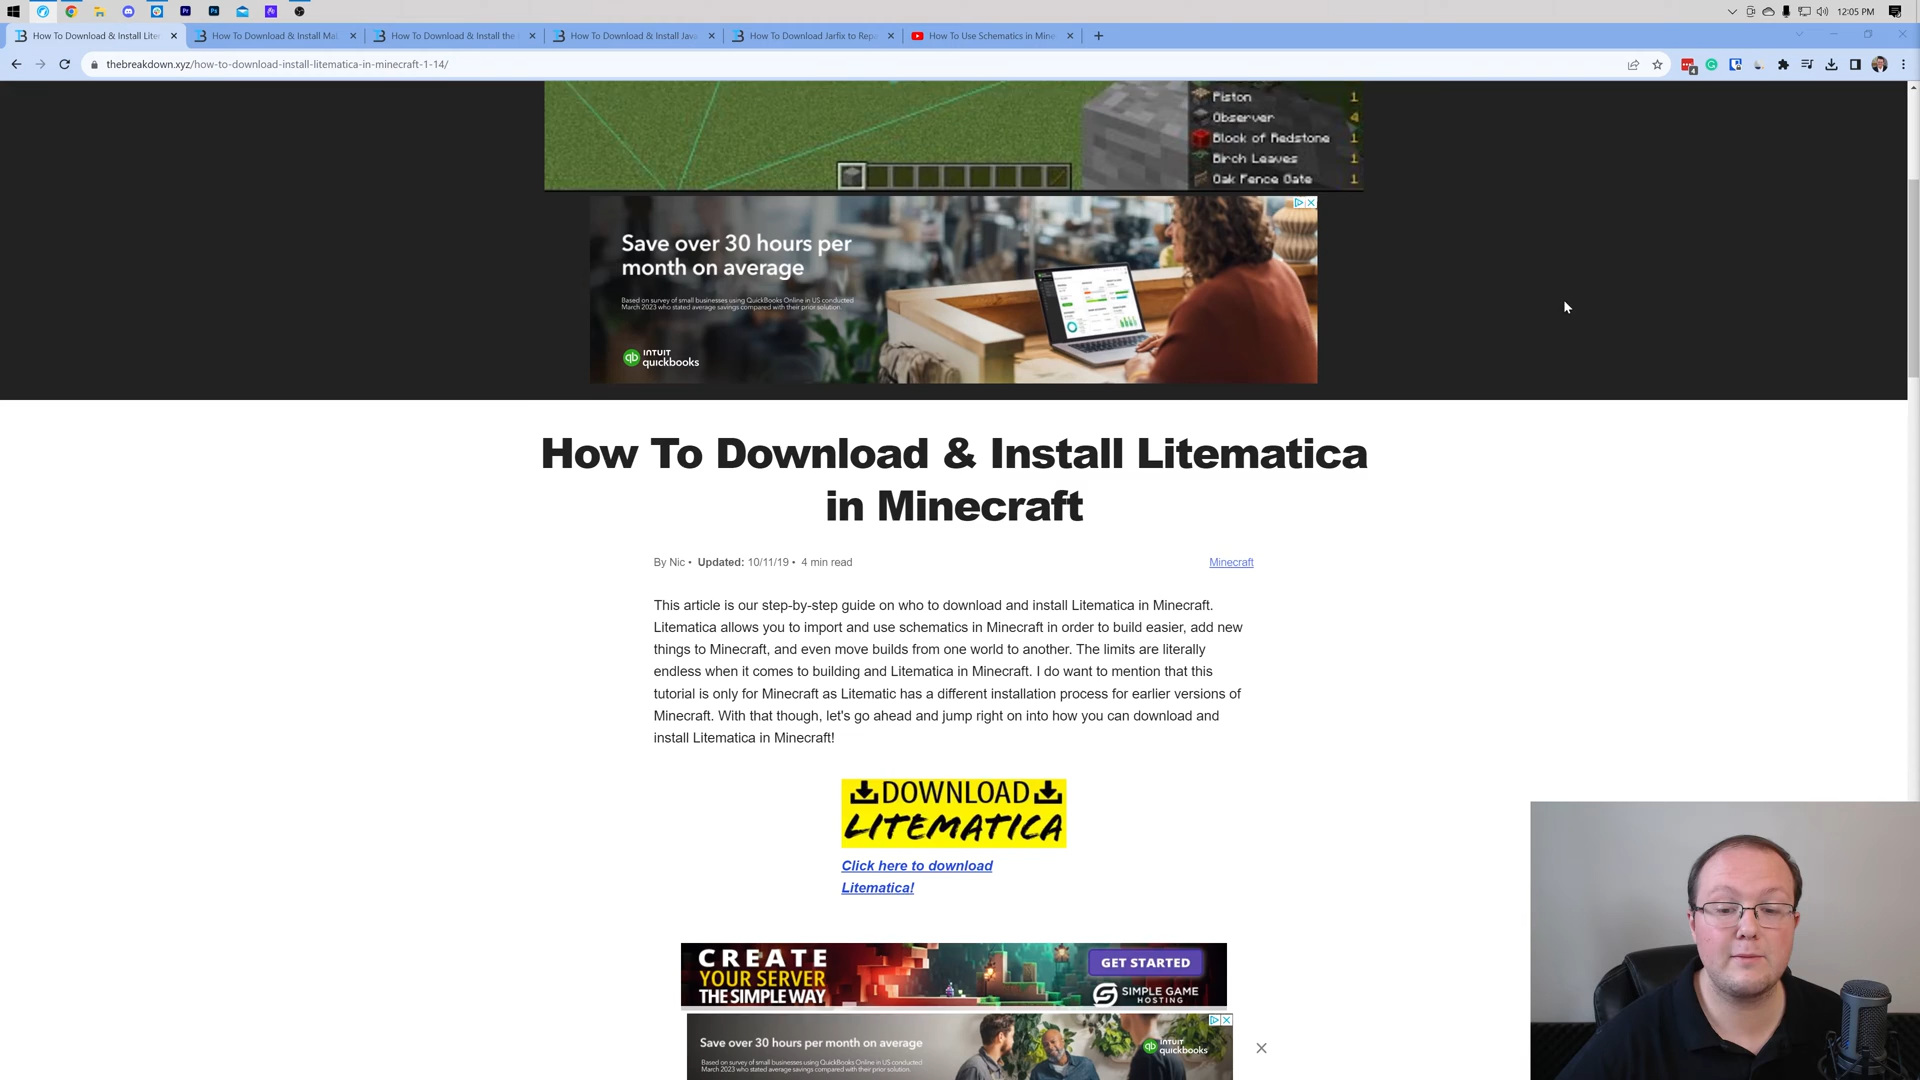 12:05 PM
How To Download & Install Lite
How To Download & Install Mal
How To Download & Install the
How To Download & Install Java
How To Download Jarfix to Repa
How To Use Schematics in Mine
thebreakdown.xyz/how-to-download-install-litematica-in-minecraft-1-14/
4
Piston 1
Observer 4
Block of Redstone 1
Birch Leaves 1
Oak Fence Gate 1
Save over 30 hours per
month on average
Based on survey of small businesses using QuickBooks Online in US conducted
March 2023 who stated average savings compared with their prior solution.
INTUIT
quickbooks
How To Download & Install Litematica
in Minecraft
By Nic • Updated: 10/11/19 • 4 min read
Minecraft
This article is our step-by-step guide on who to download and install Litematica in Minecraft.
Litematica allows you to import and use schematics in Minecraft in order to build easier, add new
things to Minecraft, and even move builds from one world to another. The limits are literally
endless when it comes to building and Litematica in Minecraft. I do want to mention that this
tutorial is only for Minecraft as Litematic has a different installation process for earlier versions of
Minecraft. With that though, let's go ahead and jump right on into how you can download and
install Litematica in Minecraft!
DOWNLOAD
LITEMATICA
Click here to download
Litematica!
CREATE
YOUR SERVER
THE SIMPLE WAY
GET STARTED
SIMPLE GAME
HOSTING
Save over 30 hours per month on average
Based on survey of small businesses using QuickBooks Online in US conducted
March 2023 who stated average savings compared with their prior solution.
INTUIT
quickbooks